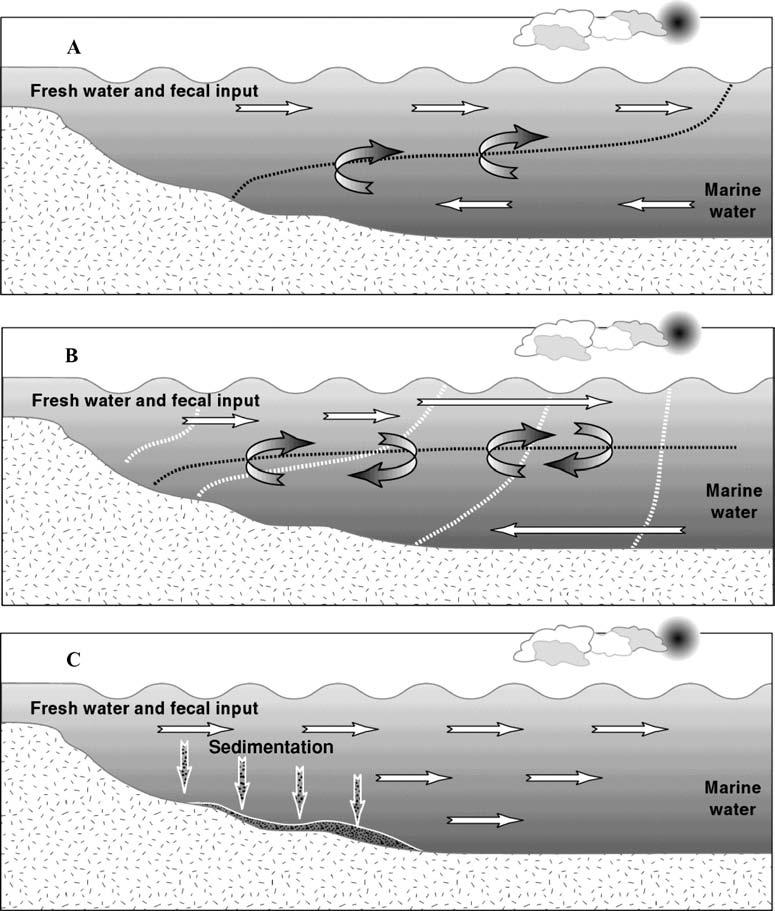 A
Fresh water and fecal input
Marine
water
B
Fresh water and fecal input
Marine
water
C
Fresh water and fecal input
Sedimentation
Marine
water